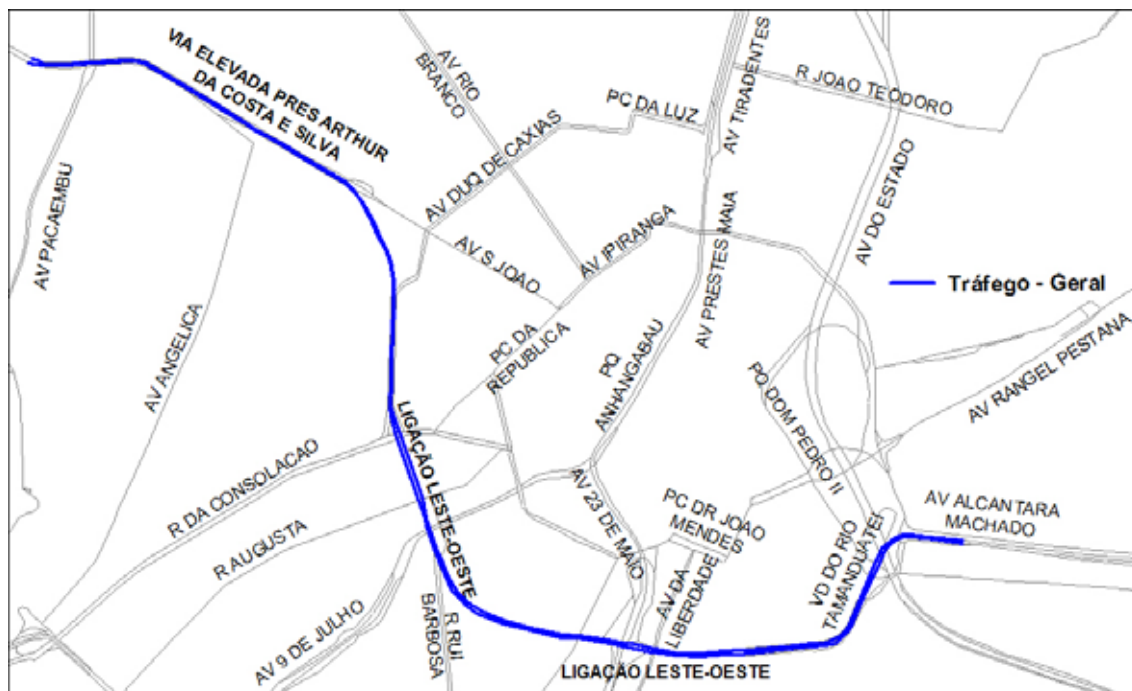 VIA ELEVADA PRES ARTHUR
DA COSTA E SILVA
AV RIO
BRANCO
AV TIRADENTES
R JOAO TEODORO
PC DA LUZ
AV DUQ DE CAXIAS
AV PACAEMBU
AV DO ESTADO
AV S JOAO
AV IPIRANGA
AV PRESTES MAIA
Tráfego - Geral
AV ANGELICA
PC DA
REPUBLICA
PQ
ANHANGABAU
PQ DOM PEDRO II
AV RANGEL PESTANA
LIGAÇÃO LESTE-OESTE
R DA CONSOLACAO
R AUGUSTA
AV 23 DE MAIO
PC DR JOAO
MENDES
AV ALCANTARA
MACHADO
VD DO RIO
TAMANDUATEI
AV 9 DE JULHO
R RUI
BARBOSA
AV DA
LIBERDADE
LIGAÇÃO LESTE-OESTE